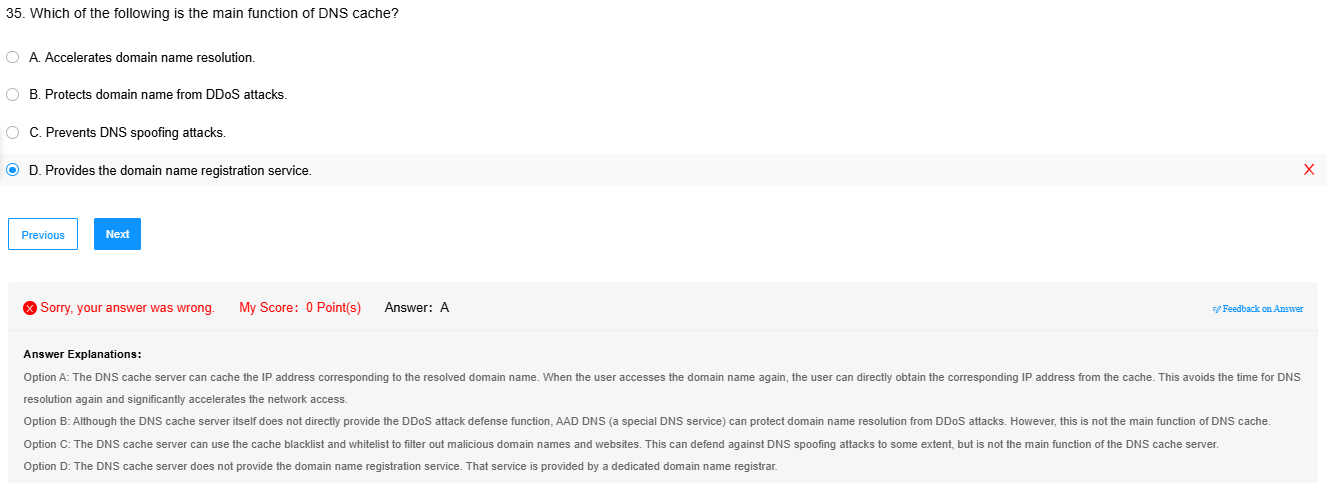 35. Which of the following is the main function of DNS cache?
A. Accelerates domain name resolution.
B. Protects domain name from DDoS attacks.
C. Prevents DNS spoofing attacks.
D. Provides the domain name registration service.
Previous Next
Sorry, your answer was wrong. My Score: 0 Point(s) Answer: A Feedback on Answer
Answer Explanations:
Option A: The DNS cache server can cache the IP address corresponding to the resolved domain name. When the user accesses the domain name again, the user can directly obtain the corresponding IP address from the cache. This avoids the time for DNS
resolution again and significantly accelerates the network access.
Option B: Although the DNS cache server itself does not directly provide the DDoS attack defense function, AAD DNS (a special DNS service) can protect domain name resolution from DDoS attacks. However, this is not the main function of DNS cache.
Option C: The DNS cache server can use the cache blacklist and whitelist to filter out malicious domain names and websites. This can defend against DNS spoofing attacks to some extent, but is not the main function of the DNS cache server.
Option D: The DNS cache server does not provide the domain name registration service. That service is provided by a dedicated domain name registrar.